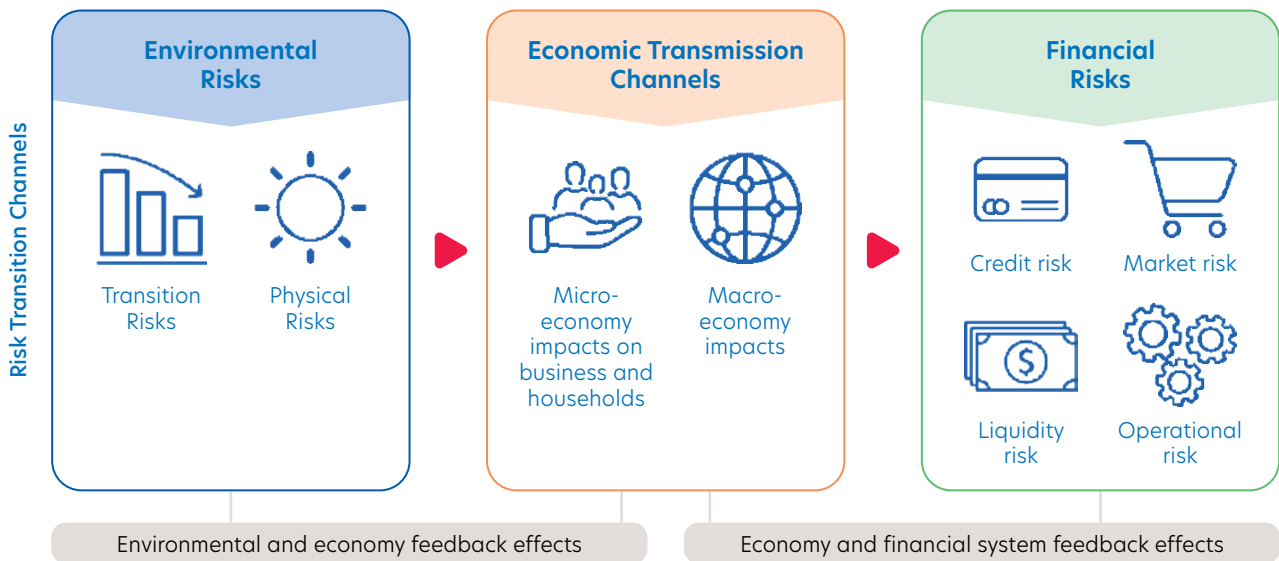 Risk Transition Channels
Environmental
Risks
Transition
Risks
Physical
Risks
Economic Transmission
Channels
Micro-
economy
impacts on
business and
households
Macro-
economy
impacts
Financial
Risks
Credit risk
Market risk
$
Liquidity
risk
Operational
risk
Environmental and economy feedback effects
Economy and financial system feedback effects